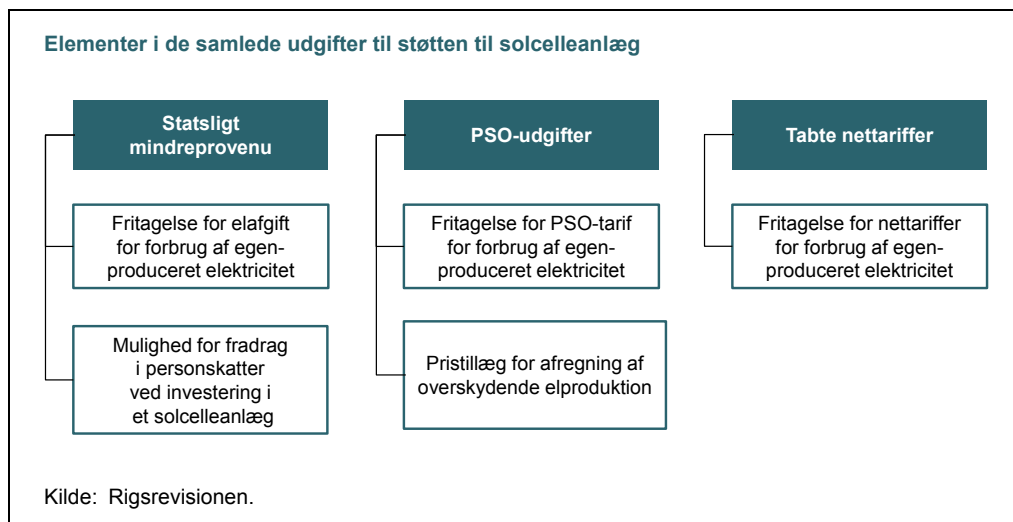 Elementer i de samlede udgifter til støtten til solcelleanlæg
Statsligt
mindreprovenu
Fritagelse for elafgift
for forbrug af egen-
produceret elektricitet
Mulighed for fradrag
i personskatter
ved investering i
et solcelleanlæg
PSO-udgifter
Fritagelse for PSO-tarif
for forbrug af egen-
produceret elektricitet
Pristillæg for afregning af
overskydende elproduktion
Tabte nettariffer
Fritagelse for nettariffer
for forbrug af egen-
produceret elektricitet
Kilde: Rigsrevisionen.